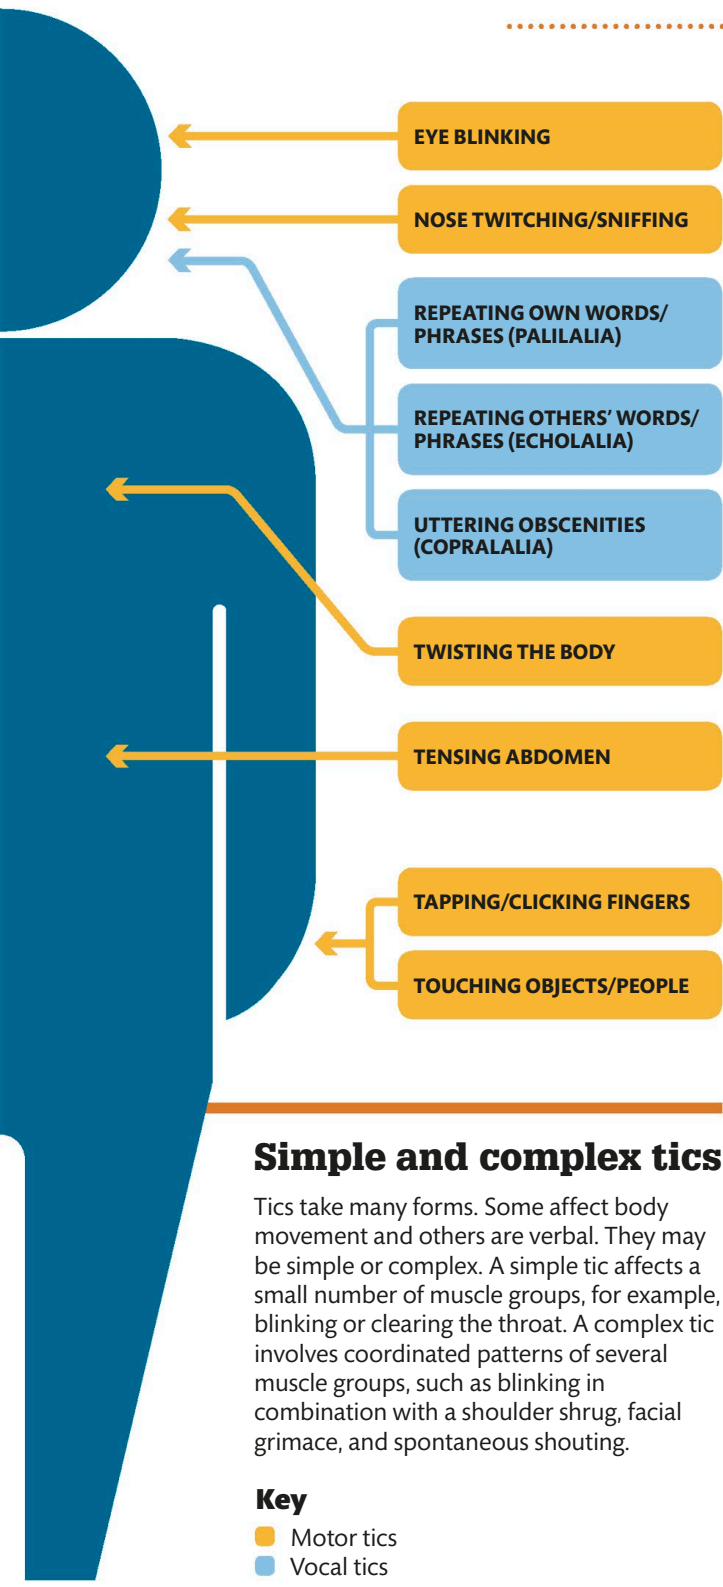 EYE BLINKING
NOSE TWITCHING/SNIFFING
REPEATING OWN WORDS/
PHRASES (PALILALIA)
REPEATING OTHERS’ WORDS/
PHRASES (ECHOLALIA)
UTTERING OBSCENITIES
(COPRALALIA)
TWISTING THE BODY
TENSING ABDOMEN
TAPPING/CLICKING FINGERS
TOUCHING OBJECTS/PEOPLE
Simple and complex tics
Tics take many forms. Some affect body
movement and others are verbal. They may
be simple or complex. A simple tic affects a
small number of muscle groups, for example,
blinking or clearing the throat. A complex tic
involves coordinated patterns of several
muscle groups, such as blinking in
combination with a shoulder shrug, facial
grimace, and spontaneous shouting.
Key
Motor tics
Vocal tics